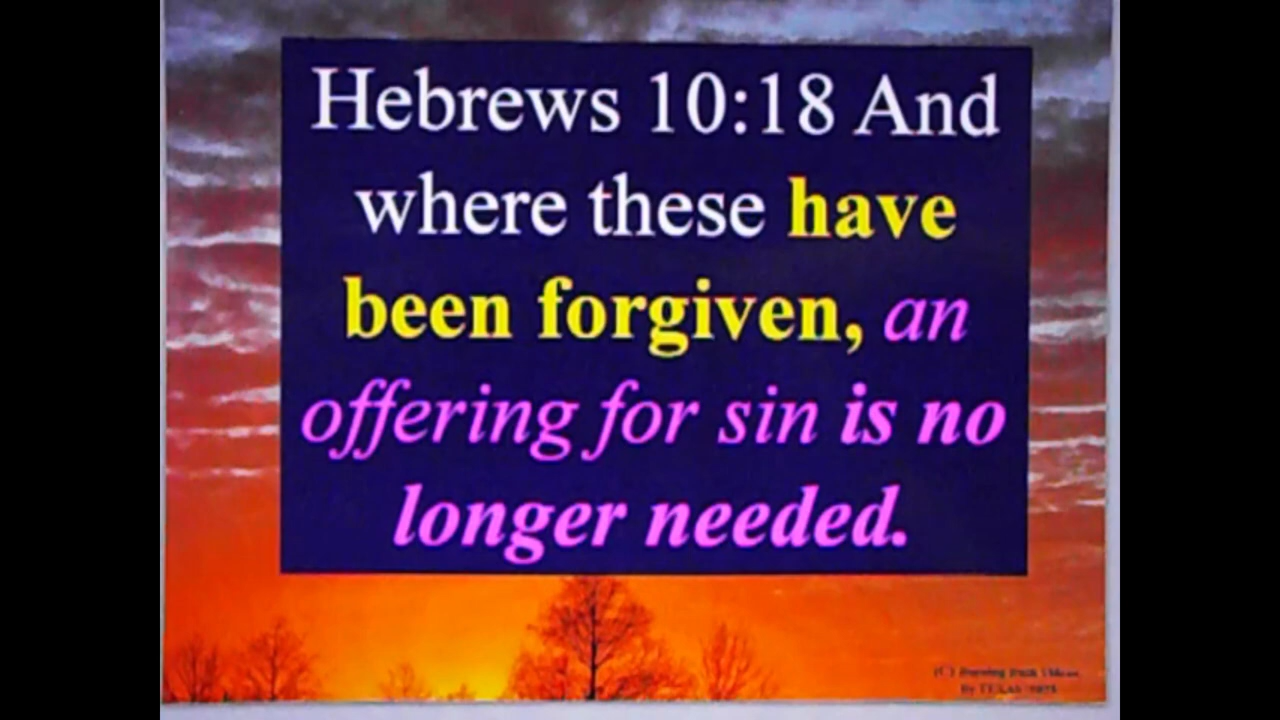 Hebrews 10:18 And
where these have
been forgiven, an
offering for sin is no
longer needed.